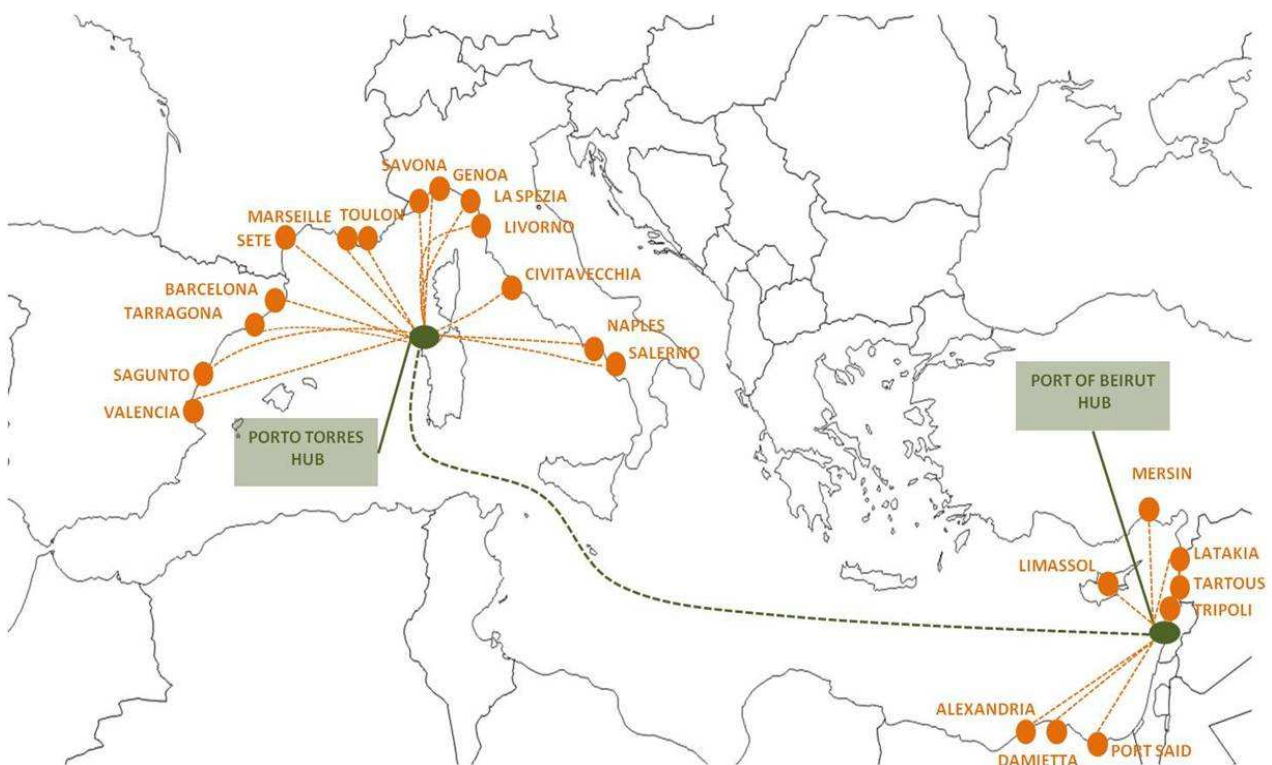 SAVONA
GENOA
LA SPEZIA
MARSEILLE TOULON
LIVORNO
SETE
CIVITAVECCHIA
BARCELONA
TARRAGONA
NAPLES
SALERNO
SAGUNTO
VALENCIA
PORTO TORRES
HUB
PORT OF BEIRUT
HUB
MERSIN
LATAKIA
LIMASSOL
TARTOUS
TRIPOLI
ALEXANDRIA
DAMIETTA
PORT SAID